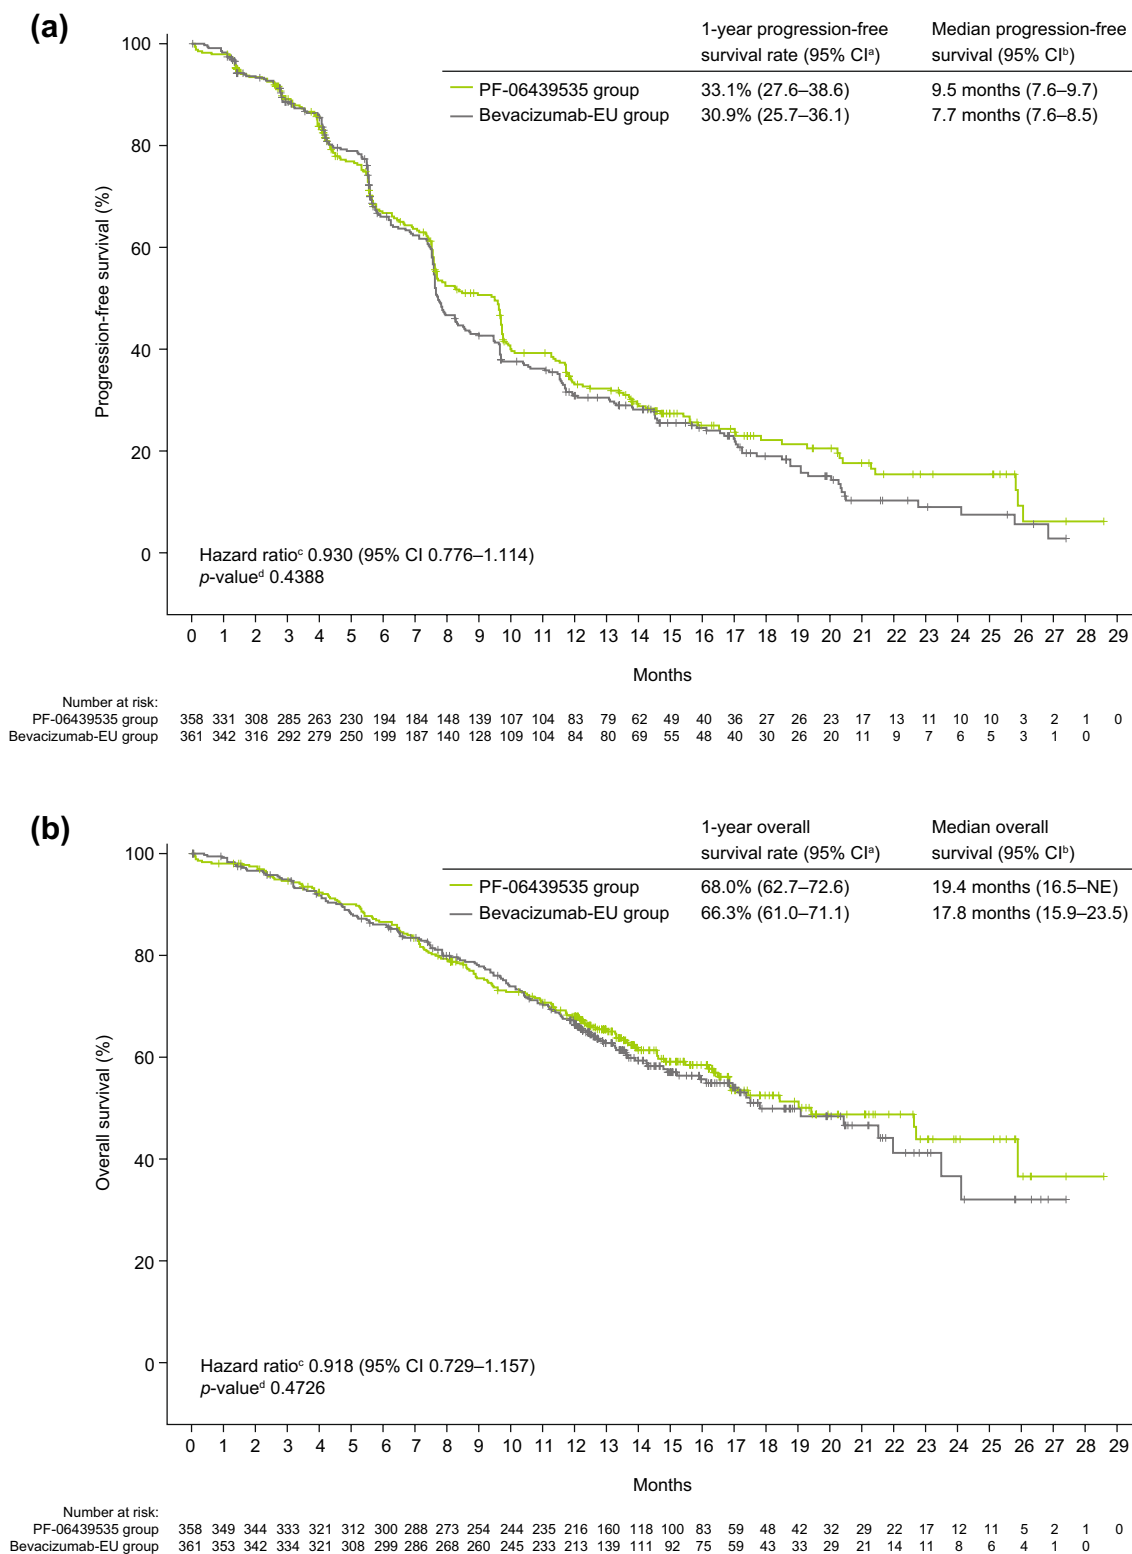 (a)
1-year progression-free Median progression-free
survival rate (95% CIᵃ) survival (95% CIᵇ)
PF-06439535 group 33.1% (27.6–38.6) 9.5 months (7.6–9.7)
Bevacizumab-EU group 30.9% (25.7–36.1) 7.7 months (7.6–8.5)
Progression-free survival (%)
100
80
60
40
20
0
Hazard ratioᶜ 0.930 (95% CI 0.776–1.114)
p-valueᵈ 0.4388
0 1 2 3 4 5 6 7 8 9 10 11 12 13 14 15 16 17 18 19 20 21 22 23 24 25 26 27 28 29
Months
Number at risk:
PF-06439535 group 358 331 308 285 263 230 194 184 148 139 107 104 83 79 62 49 40 36 27 26 23 17 13 11 10 10 3 2 1 0
Bevacizumab-EU group 361 342 316 292 279 250 199 187 140 128 109 104 84 80 69 55 48 40 30 26 20 11 9 7 6 5 3 1 0
(b)
1-year overall Median overall
survival rate (95% CIᵃ) survival (95% CIᵇ)
PF-06439535 group 68.0% (62.7–72.6) 19.4 months (16.5–NE)
Bevacizumab-EU group 66.3% (61.0–71.1) 17.8 months (15.9–23.5)
Overall survival (%)
100
80
60
40
20
0
Hazard ratioᶜ 0.918 (95% CI 0.729–1.157)
p-valueᵈ 0.4726
0 1 2 3 4 5 6 7 8 9 10 11 12 13 14 15 16 17 18 19 20 21 22 23 24 25 26 27 28 29
Months
Number at risk:
PF-06439535 group 358 349 344 333 321 312 300 288 273 254 244 235 216 160 118 100 83 59 48 42 32 29 22 17 12 11 5 2 1 0
Bevacizumab-EU group 361 353 342 334 321 308 299 286 268 260 245 233 213 139 111 92 75 59 43 33 29 21 14 11 8 6 4 1 0